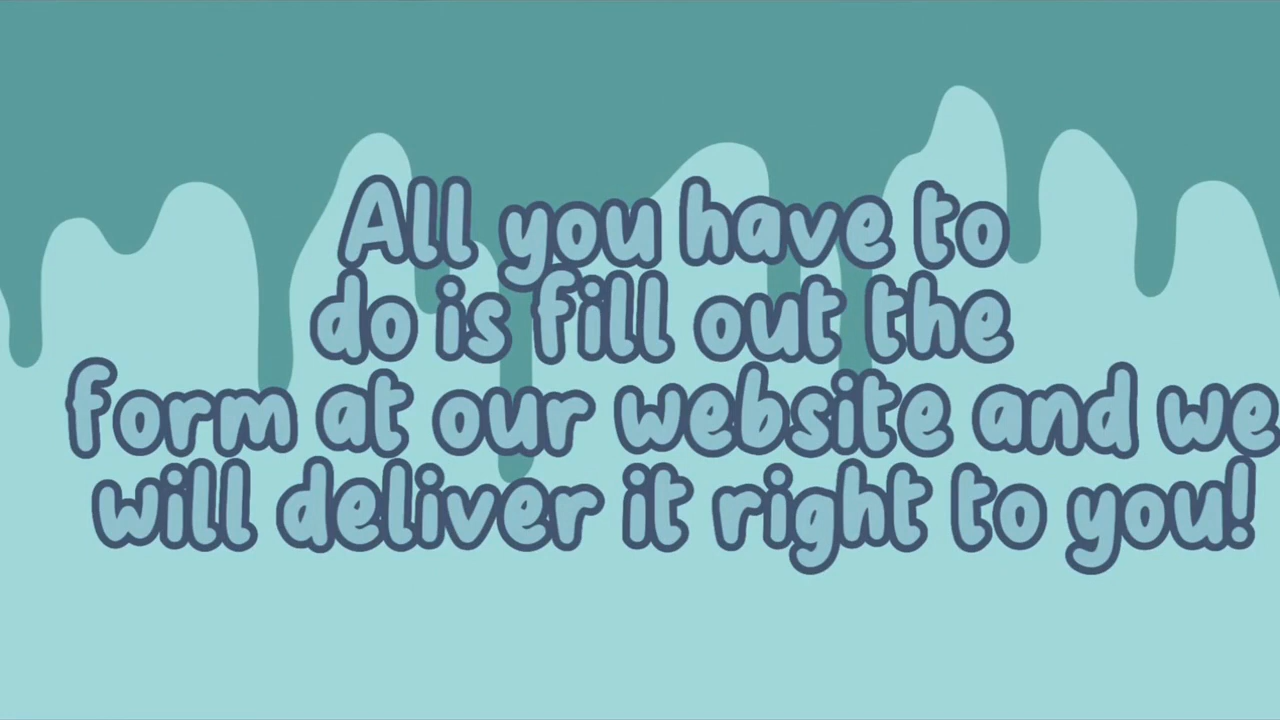 All you have to
do is fill out the
form at our website and we
will deliver it right to you!